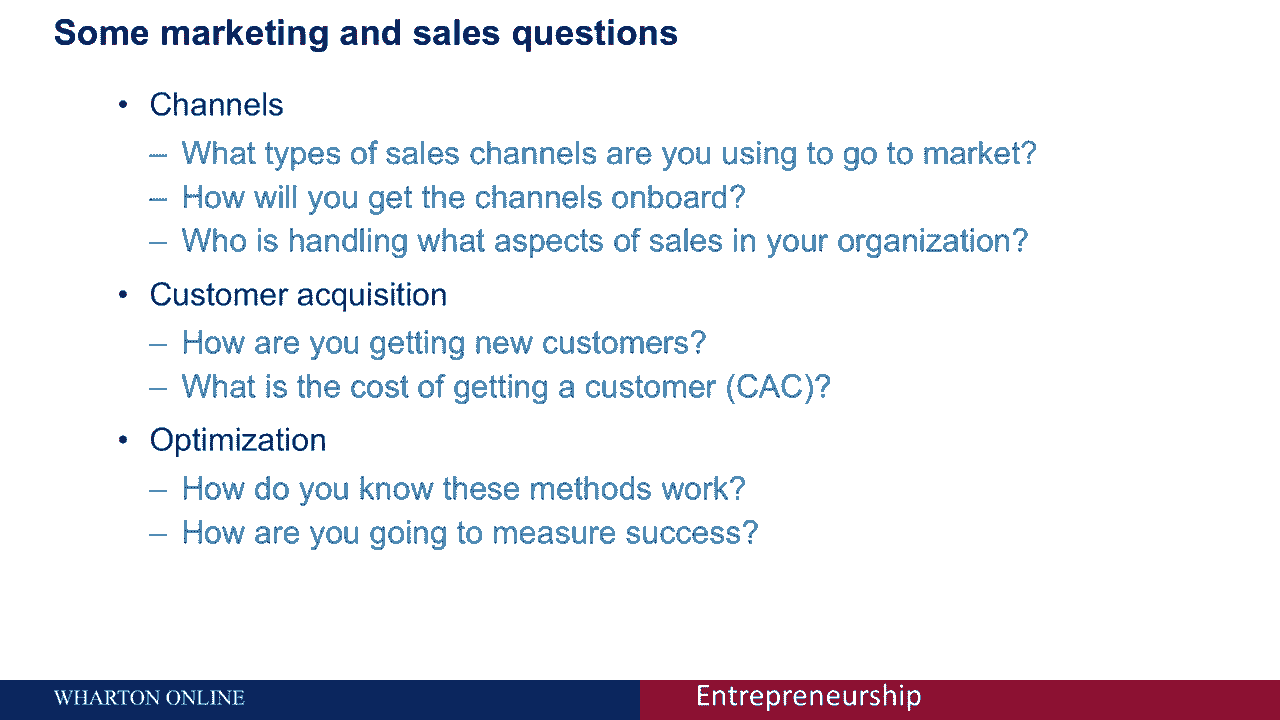 Some marketing and sales questions
• Channels
– What types of sales channels are you using to go to market?
– How will you get the channels onboard?
– Who is handling what aspects of sales in your organization?
• Customer acquisition
– How are you getting new customers?
– What is the cost of getting a customer (CAC)?
• Optimization
– How do you know these methods work?
– How are you going to measure success?
WHARTON ONLINE
Entrepreneurship